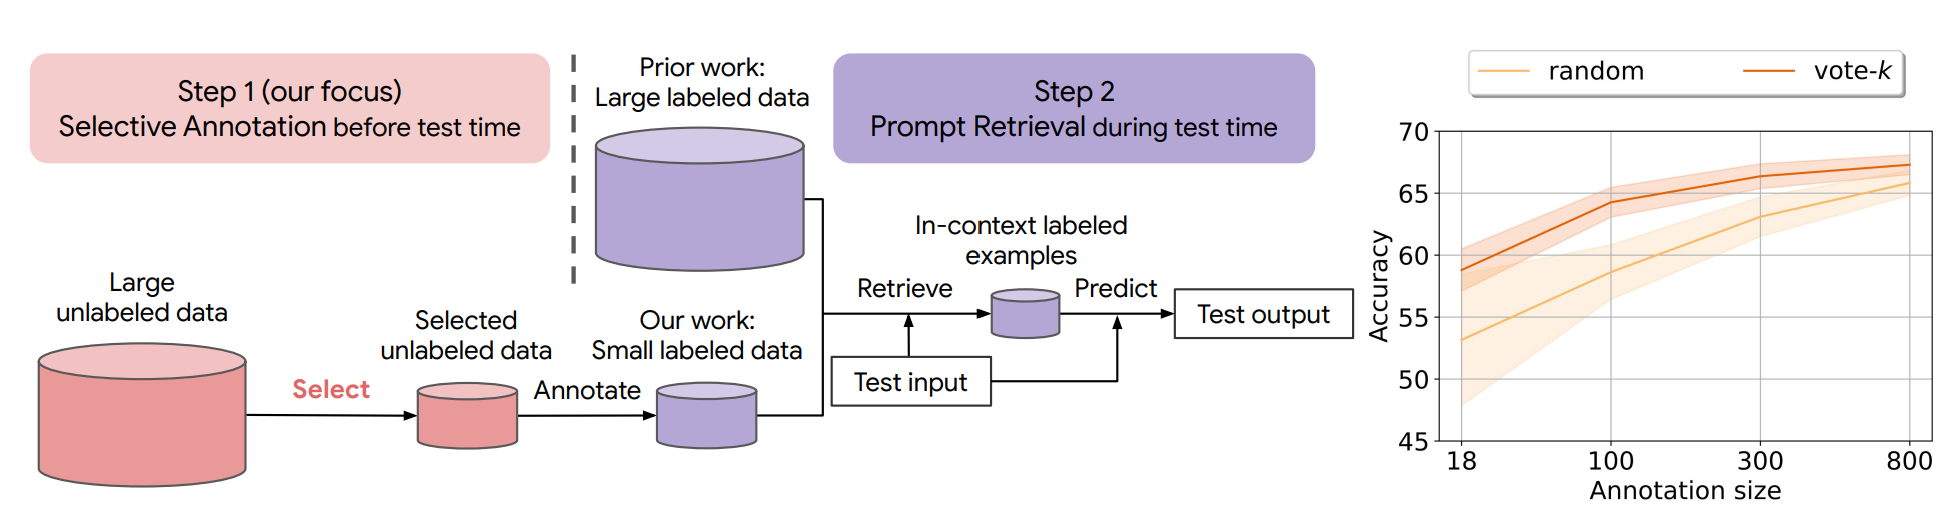 Step 1 (our focus)
Selective Annotation before test time
Prior work:
Large labeled data
Step 2
Prompt Retrieval during test time
Large
unlabeled data
Select
Selected
unlabeled data
Annotate
Our work:
Small labeled data
Retrieve
In-context labeled
examples
Predict
Test input
Test output
random
vote-k
Accuracy
70
65
60
55
50
45
18
100
300
800
Annotation size